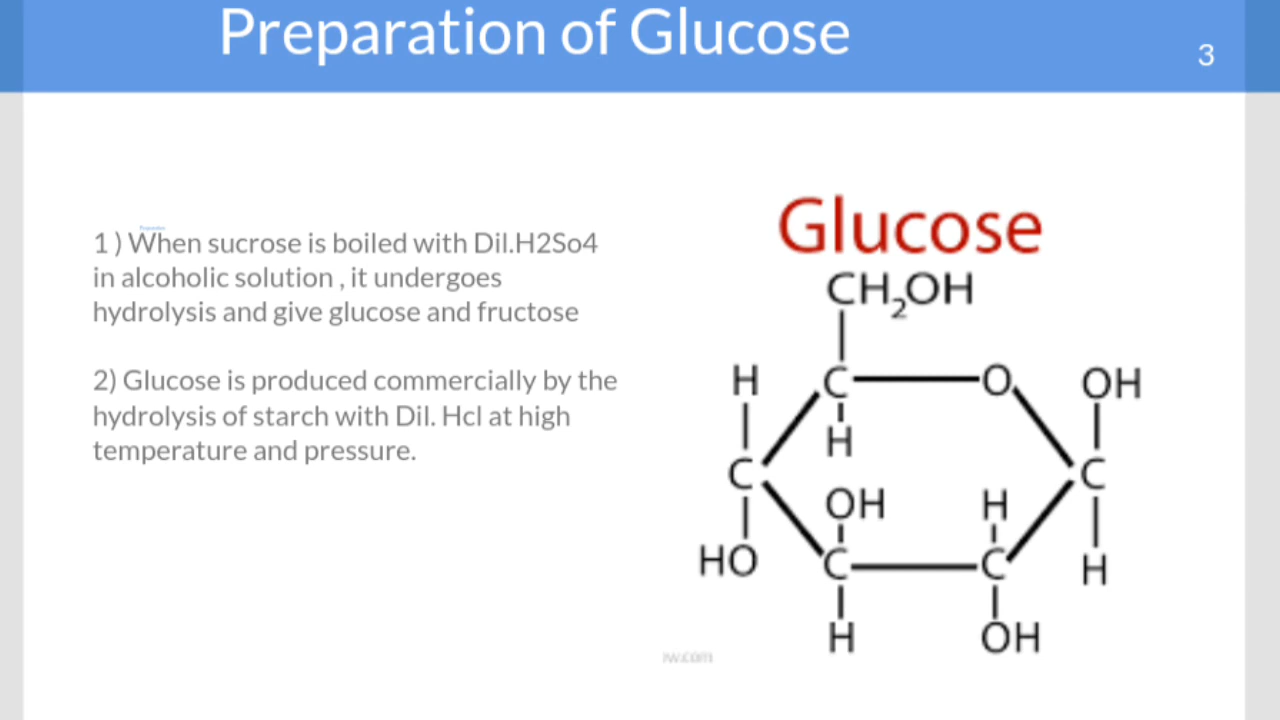 Preparation of Glucose
3
1 ) When sucrose is boiled with Dil.H2So4
in alcoholic solution , it undergoes
hydrolysis and give glucose and fructose
2) Glucose is produced commercially by the
hydrolysis of starch with Dil. Hcl at high
temperature and pressure.
Glucose
CH₂OH
H C O OH
H
C C
OH H
HO C C H
H OH